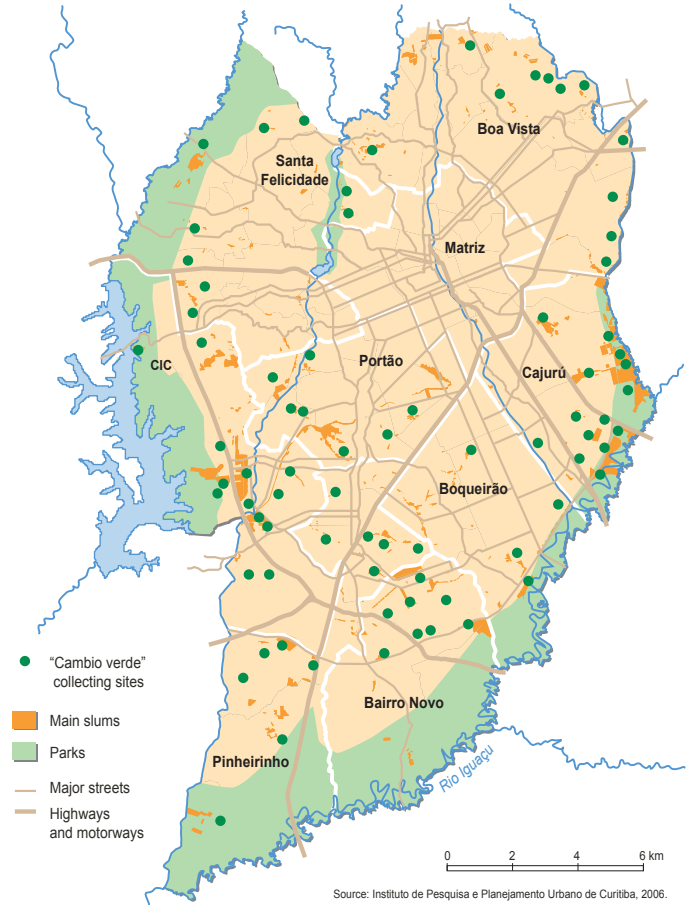 Boa Vista
Santa
Felicidade
Matriz
Portão
CIC
Cajurú
Boqueirão
"Cambio verde"
collecting sites
Main slums
Bairro Novo
Parks
Pinheirinho
Rio Iguaçu
Major streets
Highways
and motorways
0 2 4 6 km
Source: Instituto de Pesquisa e Planejamento Urbano de Curitiba, 2006.